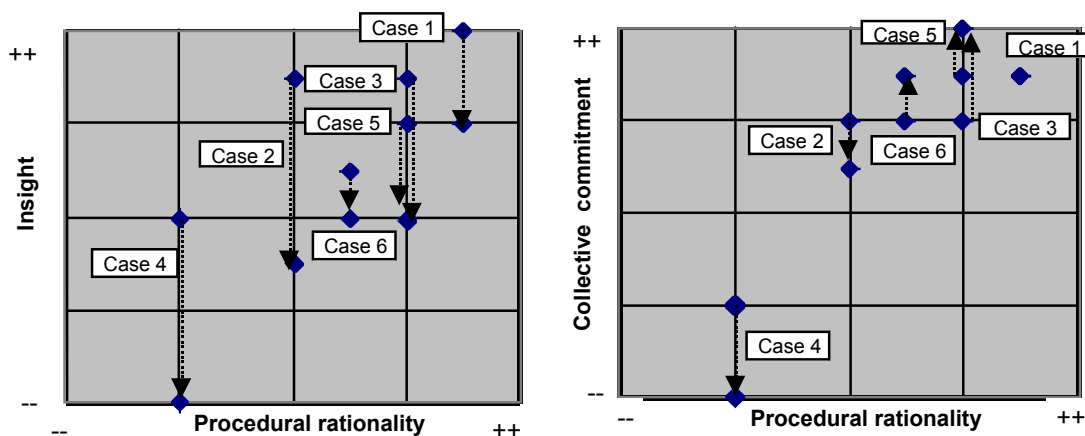 ++
Insight
--
Case 1
Case 3
Case 5
Case 2
Case 6
Case 4
--
Procedural rationality
++
++
Collective commitment
--
Case 5
Case 1
Case 2
Case 6
Case 3
Case 4
--
Procedural rationality
++